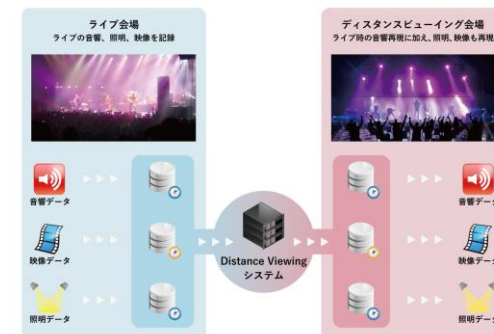 ライブ会場
ライブの音響、照明、映像を記録
音響データ
映像データ
照明データ
Distance Viewing
システム
ディスタンスビューイング会場
ライブ時の音響再現に加え、照明、映像も再現
音響データ
映像データ
照明データ